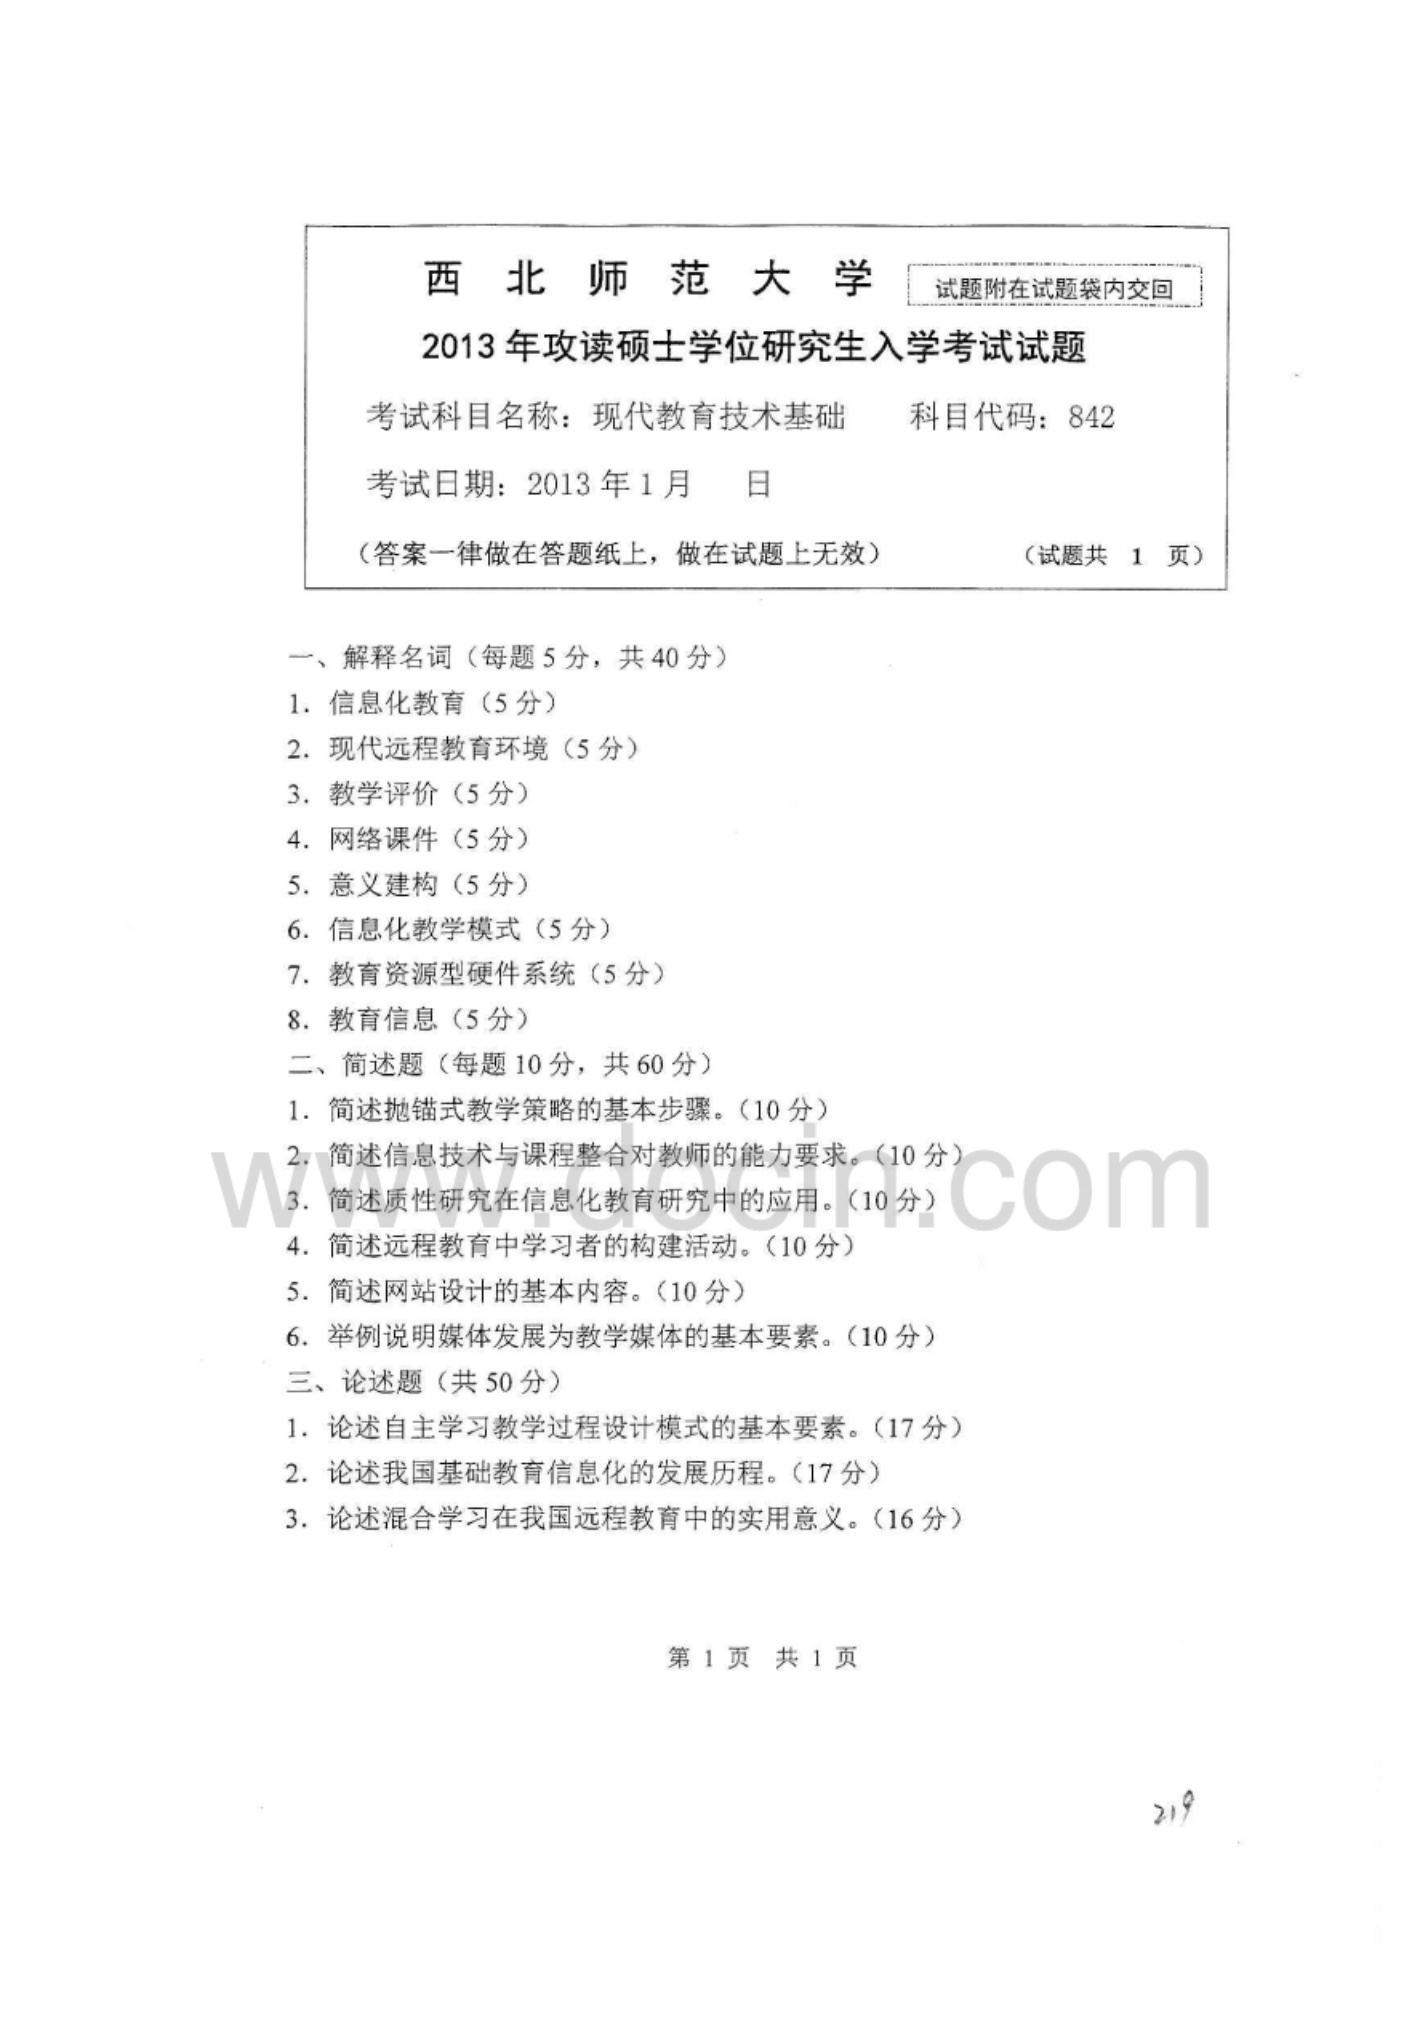 西北师范大学
试题附在试题袋内交回
2013年攻读硕士学位研究生入学考试试题
考试科目名称：现代教育技术基础 科目代码：842
考试日期：2013年1月 日
（答案一律做在答题纸上，做在试题上无效） （试题共 1 页）
一、解释名词（每题5分，共40分）
1．信息化教育（5分）
2．现代远程教育环境（5分）
3．教学评价（5分）
4．网络课件（5分）
5．意义建构（5分）
6．信息化教学模式（5分）
7．教育资源型硬件系统（5分）
8．教育信息（5分）
二、简述题（每题10分，共60分）
1．简述抛锚式教学策略的基本步骤。（10分）
2．简述信息技术与课程整合对教师的能力要求。（10分）
www.docin.com
3．简述质性研究在信息化教育研究中的应用。（10分）
4．简述远程教育中学习者的构建活动。（10分）
5．简述网站设计的基本内容。（10分）
6．举例说明媒体发展为教学媒体的基本要素。（10分）
三、论述题（共50分）
1．论述自主学习教学过程设计模式的基本要素。（17分）
2．论述我国基础教育信息化的发展历程。（17分）
3．论述混合学习在我国远程教育中的实用意义。（16分）
第 1 页 共 1 页
219